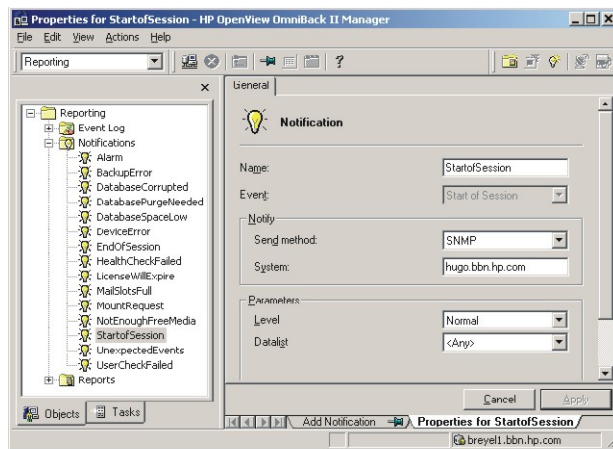 Properties for StartofSession - HP OpenView OmniBack II Manager
File Edit View Actions Help
Reporting
?
Reporting
Event Log
Notifications
Alarm
BackupError
DatabaseCorrupted
DatabasePurgeNeeded
DatabaseSpaceLow
DeviceError
EndOfSession
HealthCheckFailed
LicenseWillExpire
MailSlotsFull
MountRequest
NotEnoughFreeMedia
StartofSession
UnexpectedEvents
UserCheckFailed
Reports
Objects Tasks
General
Notification
Name: StartofSession
Event: Start of Session
Notify
Send method: SNMP
System: hugo.bbn.hp.com
Parameters
Level Normal
Datalist <Any>
Cancel Apply
Add Notification Properties for StartofSession
breyel1.bbn.hp.com